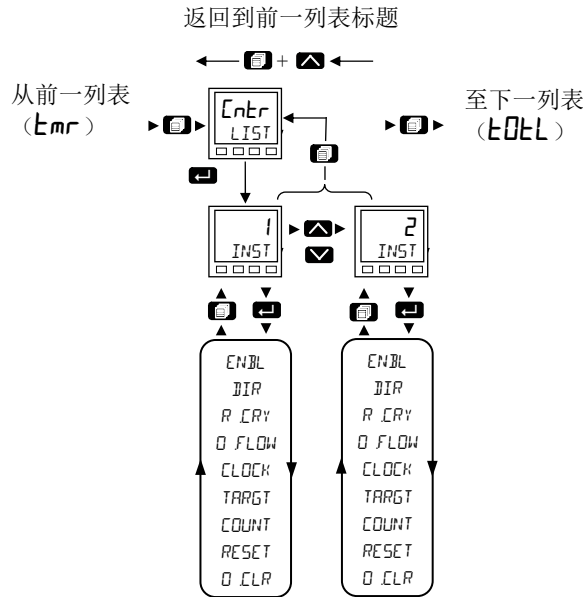 返回到前一列表标题
+
从前一列表
（tmr）
Cntr
LIST
至下一列表
（tOtL）
1
INST
2
INST
ENBL
DIR
R.CRY
O.FLOW
CLOCK
TARGT
COUNT
RESET
O.CLR
ENBL
DIR
R.CRY
O.FLOW
CLOCK
TARGT
COUNT
RESET
O.CLR